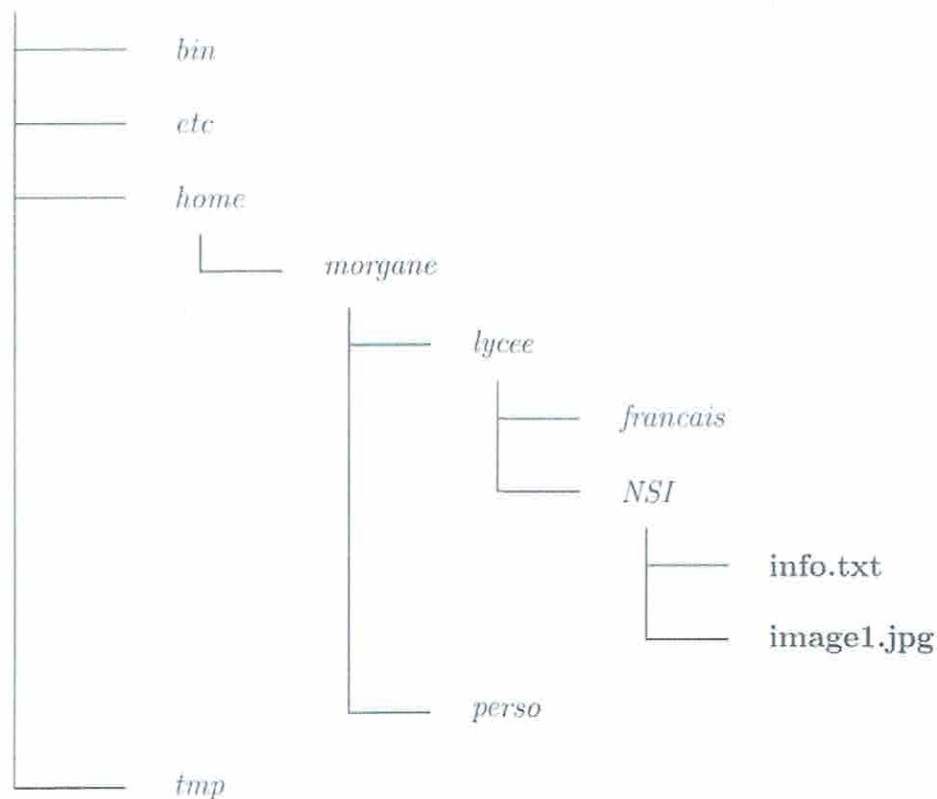 bin
etc
home
morgane
lycee
francais
NSI
info.txt
image1.jpg
perso
tmp